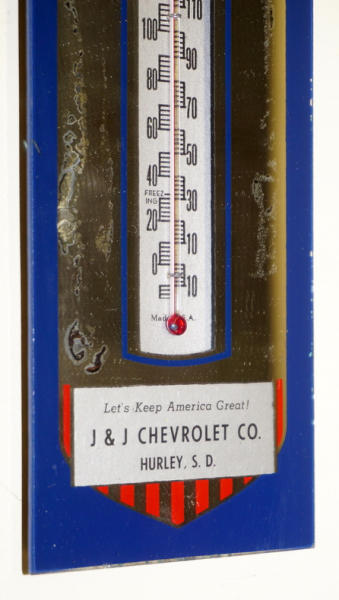 110
100
90
80
70
60
50
40
FREEZ-
ING
30
20
10
0
10
Made U.S.A.
Let's Keep America Great!
J & J CHEVROLET CO.
HURLEY, S. D.